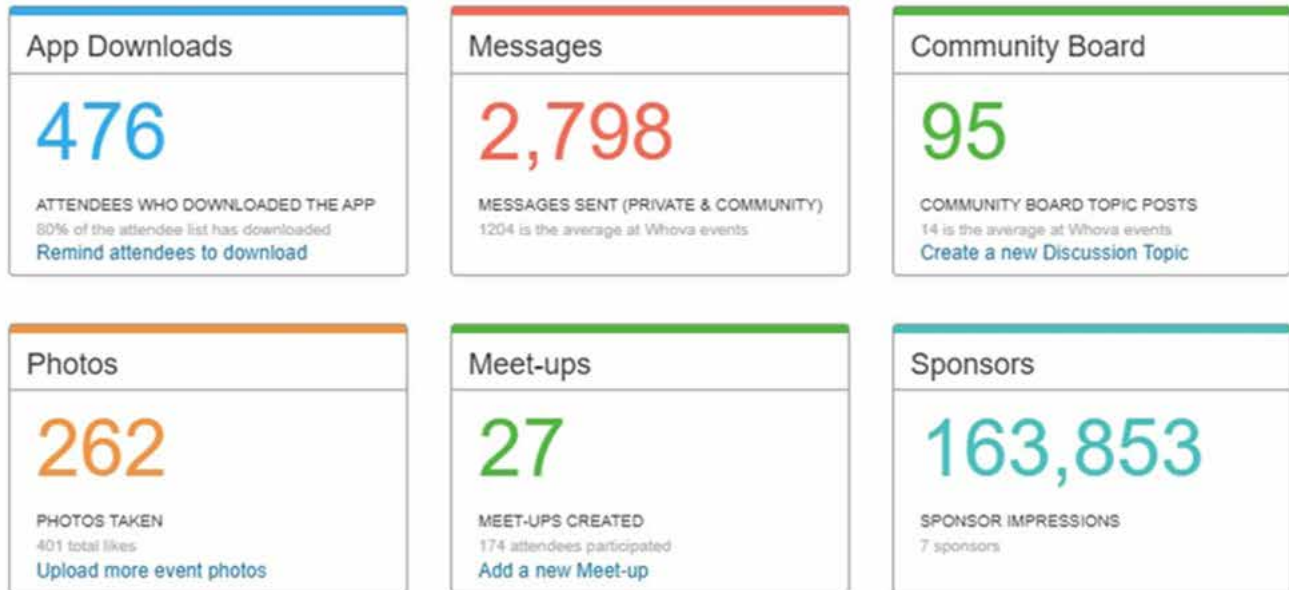 App Downloads
476
ATTENDEES WHO DOWNLOADED THE APP
80% of the attendee list has downloaded
Remind attendees to download
Messages
2,798
MESSAGES SENT (PRIVATE & COMMUNITY)
1204 is the average at Whova events
Community Board
95
COMMUNITY BOARD TOPIC POSTS
14 is the average at Whova events
Create a new Discussion Topic
Photos
262
PHOTOS TAKEN
401 total likes
Upload more event photos
Meet-ups
27
MEET-UPS CREATED
174 attendees participated
Add a new Meet-up
Sponsors
163,853
SPONSOR IMPRESSIONS
7 sponsors